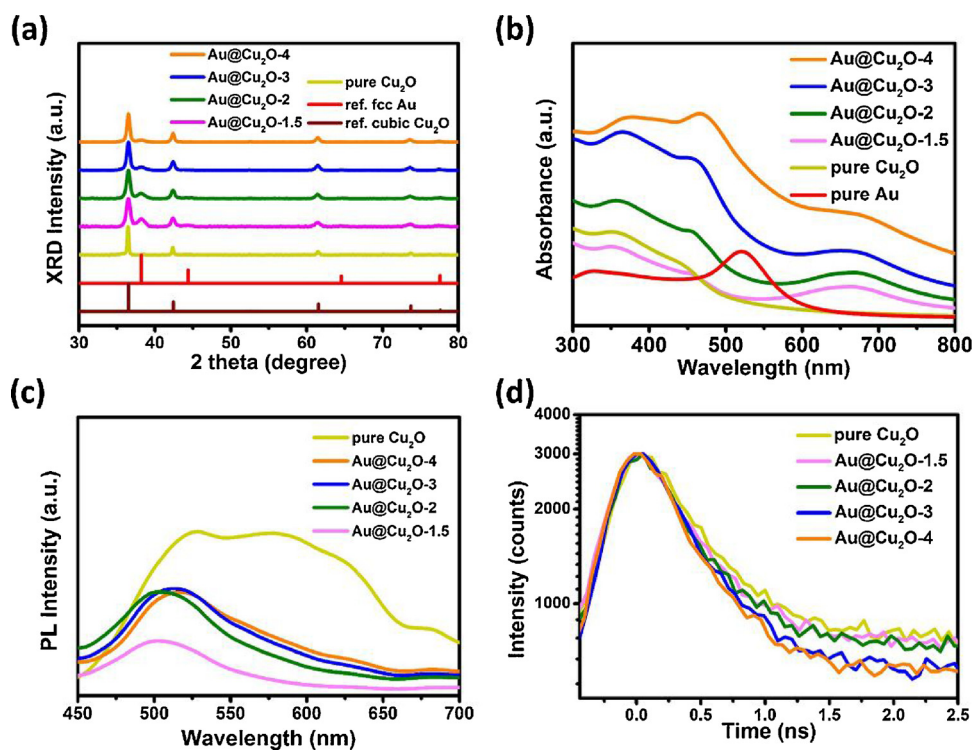 (a)
Au@Cu₂O-4
Au@Cu₂O-3
Au@Cu₂O-2
Au@Cu₂O-1.5
pure Cu₂O
ref. fcc Au
ref. cubic Cu₂O
XRD Intensity (a.u.)
20 30 40 50 60 70 80
2 theta (degree)
(b)
Au@Cu₂O-4
Au@Cu₂O-3
Au@Cu₂O-2
Au@Cu₂O-1.5
pure Cu₂O
pure Au
Absorbance (a.u.)
300 400 500 600 700 800
Wavelength (nm)
(c)
pure Cu₂O
Au@Cu₂O-4
Au@Cu₂O-3
Au@Cu₂O-2
Au@Cu₂O-1.5
PL Intensity (a.u.)
450 500 550 600 650 700
Wavelength (nm)
(d)
pure Cu₂O
Au@Cu₂O-1.5
Au@Cu₂O-2
Au@Cu₂O-3
Au@Cu₂O-4
Intensity (counts)
4000
3000
2000
1000
0.0 0.5 1.0 1.5 2.0 2.5
Time (ns)